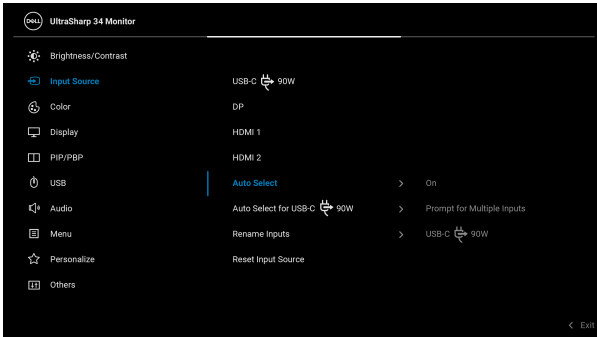 DELL UltraSharp 34 Monitor
Brightness/Contrast
Input Source USB-C 90W
Color DP
Display HDMI 1
PIP/PBP HDMI 2
USB Auto Select On
Audio Auto Select for USB-C 90W Prompt for Multiple Inputs
Menu Rename Inputs USB-C 90W
Personalize Reset Input Source
Others
Exit